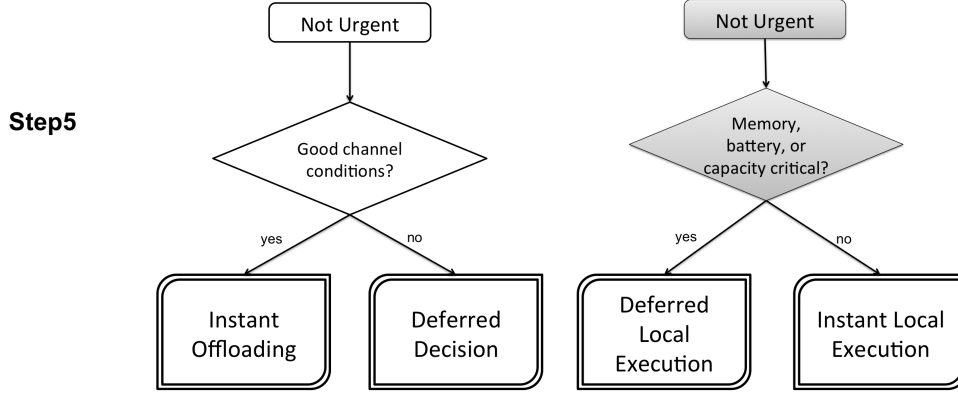 Not Urgent
Not Urgent
Step5
Good channel
conditions?
Memory,
battery, or
capacity critical?
yes
no
yes
no
Instant
Offloading
Deferred
Decision
Deferred
Local
Execution
Instant Local
Execution